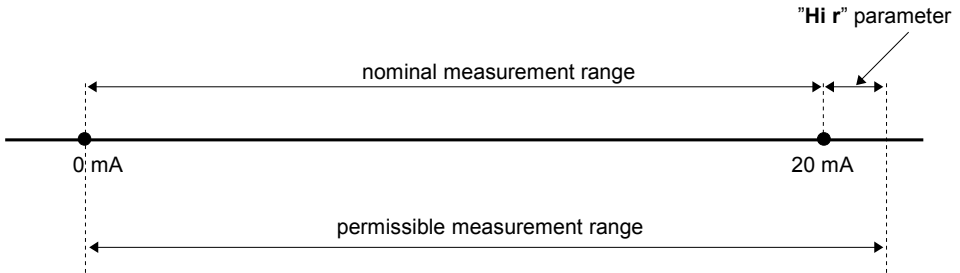 "Hi r" parameter
nominal measurement range
0 mA
20 mA
permissible measurement range